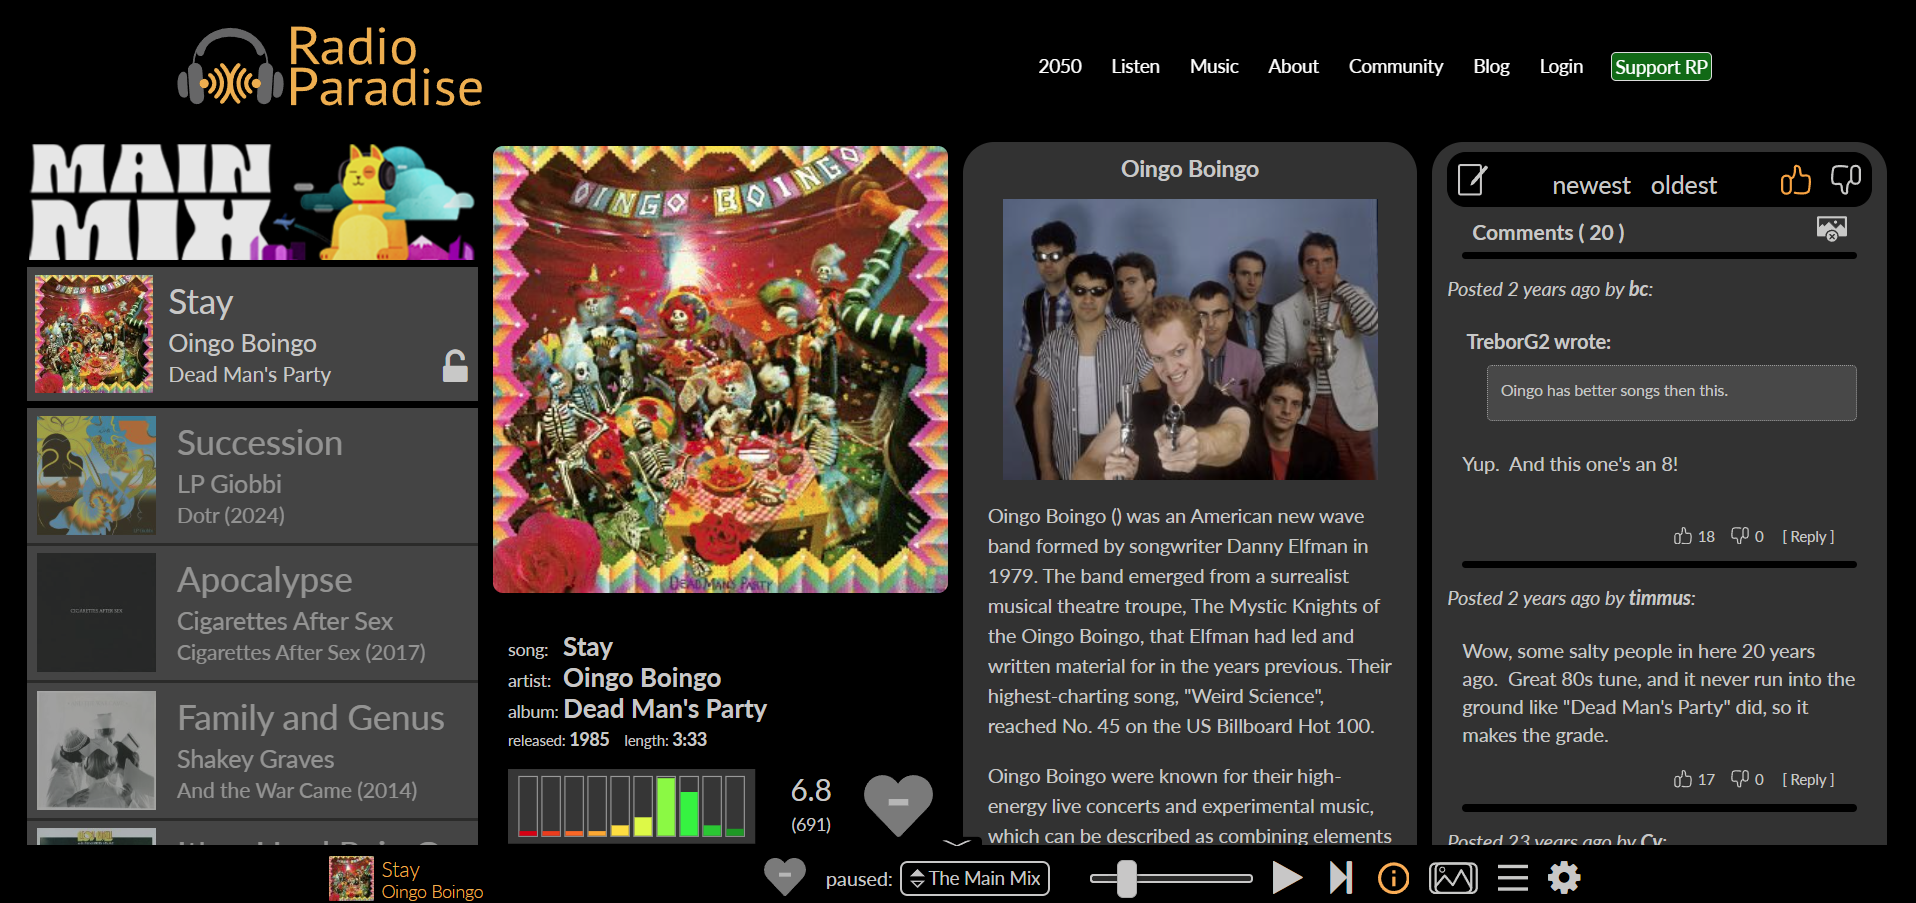 Radio
Paradise
2050 Listen Music About Community Blog Login Support RP
MAIN
MIX
Stay
Oingo Boingo
Dead Man's Party
Succession
LP Giobbi
Dotr (2024)
CIGARETTES AFTER SEX
Apocalypse
Cigarettes After Sex
Cigarettes After Sex (2017)
Family and Genus
Shakey Graves
And the War Came (2014)
OINGO BOINGO
DEAD MAN'S PARTY
song: Stay
artist: Oingo Boingo
album: Dead Man's Party
released: 1985 length: 3:33
6.8
(691)
Oingo Boingo
Oingo Boingo () was an American new wave
band formed by songwriter Danny Elfman in
1979. The band emerged from a surrealist
musical theatre troupe, The Mystic Knights of
the Oingo Boingo, that Elfman had led and
written material for in the years previous. Their
highest-charting song, "Weird Science",
reached No. 45 on the US Billboard Hot 100.
Oingo Boingo were known for their high-
energy live concerts and experimental music,
which can be described as combining elements
newest oldest
Comments ( 20 )
Posted 2 years ago by bc:
TreborG2 wrote:
Oingo has better songs then this.
Yup. And this one's an 8!
18 0 [ Reply ]
Posted 2 years ago by timmus:
Wow, some salty people in here 20 years
ago. Great 80s tune, and it never run into the
ground like "Dead Man's Party" did, so it
makes the grade.
17 0 [ Reply ]
Posted 23 years ago by Cy:
Stay
Oingo Boingo
paused: The Main Mix